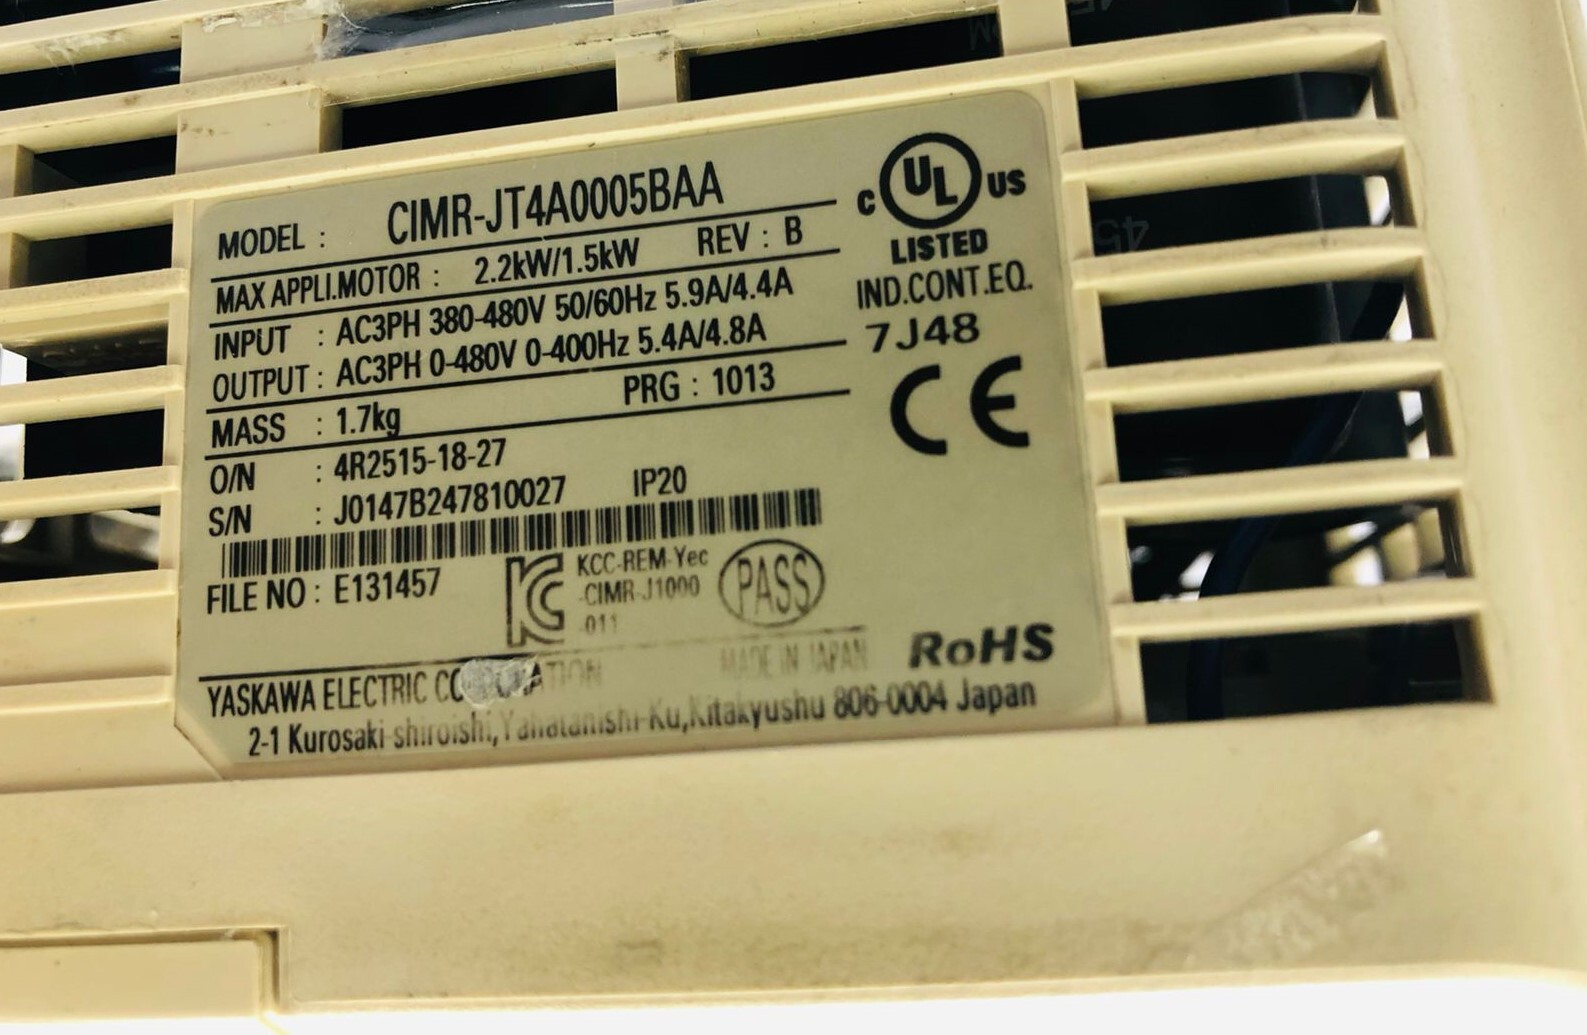 MODEL : CIMR-JT4A0005BAA
MAX APPLI.MOTOR : 2.2kW/1.5kW REV : B
INPUT : AC3PH 380-480V 50/60Hz 5.9A/4.4A
OUTPUT : AC3PH 0-480V 0-400Hz 5.4A/4.8A
MASS : 1.7kg PRG : 1013
O/N : 4R2515-18-27
S/N : J0147B247810027 IP20
FILE NO : E131457
KCC-REM-Yec
-CIMR-J1000
-011
PASS
C UL US
LISTED
IND.CONT.EQ.
7J48
CE
RoHS
YASKAWA ELECTRIC MADE IN JAPAN
2-1 Kurosaki-shiroishi,Yahatanishi-Ku,Kitakyushu 806-0004 Japan